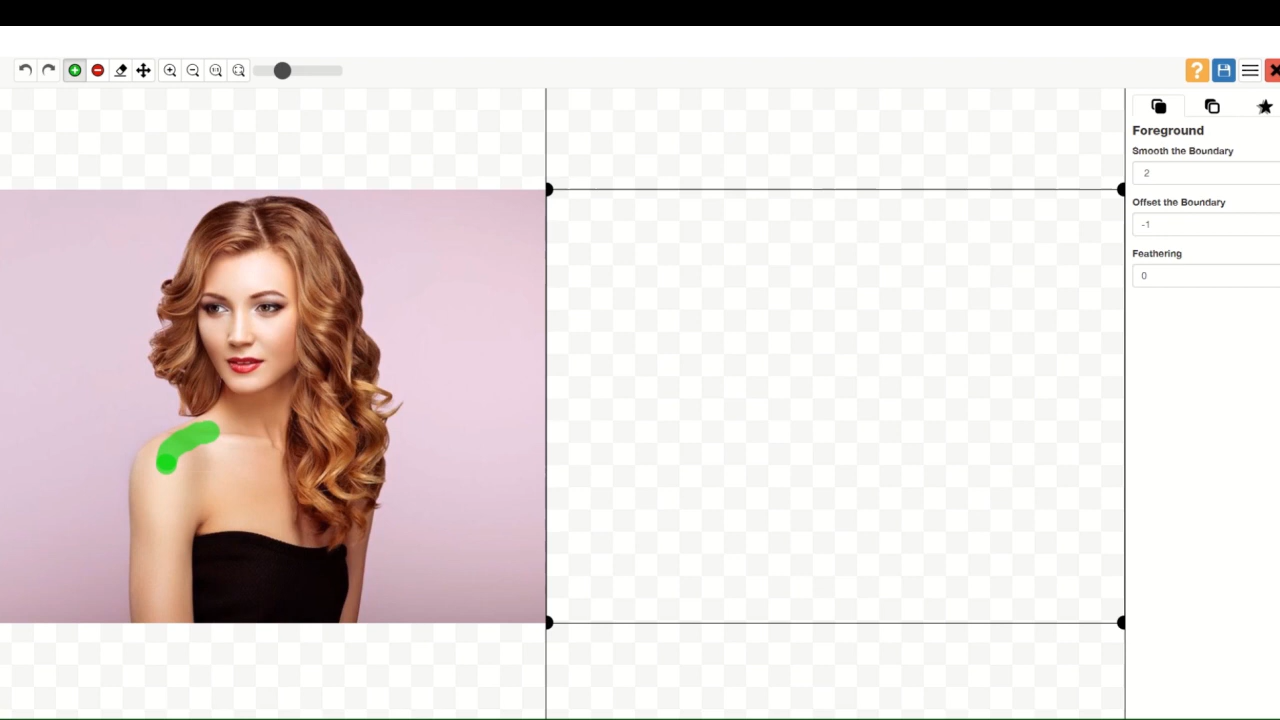 ?
Foreground
Smooth the Boundary
2
Offset the Boundary
-1
Feathering
0